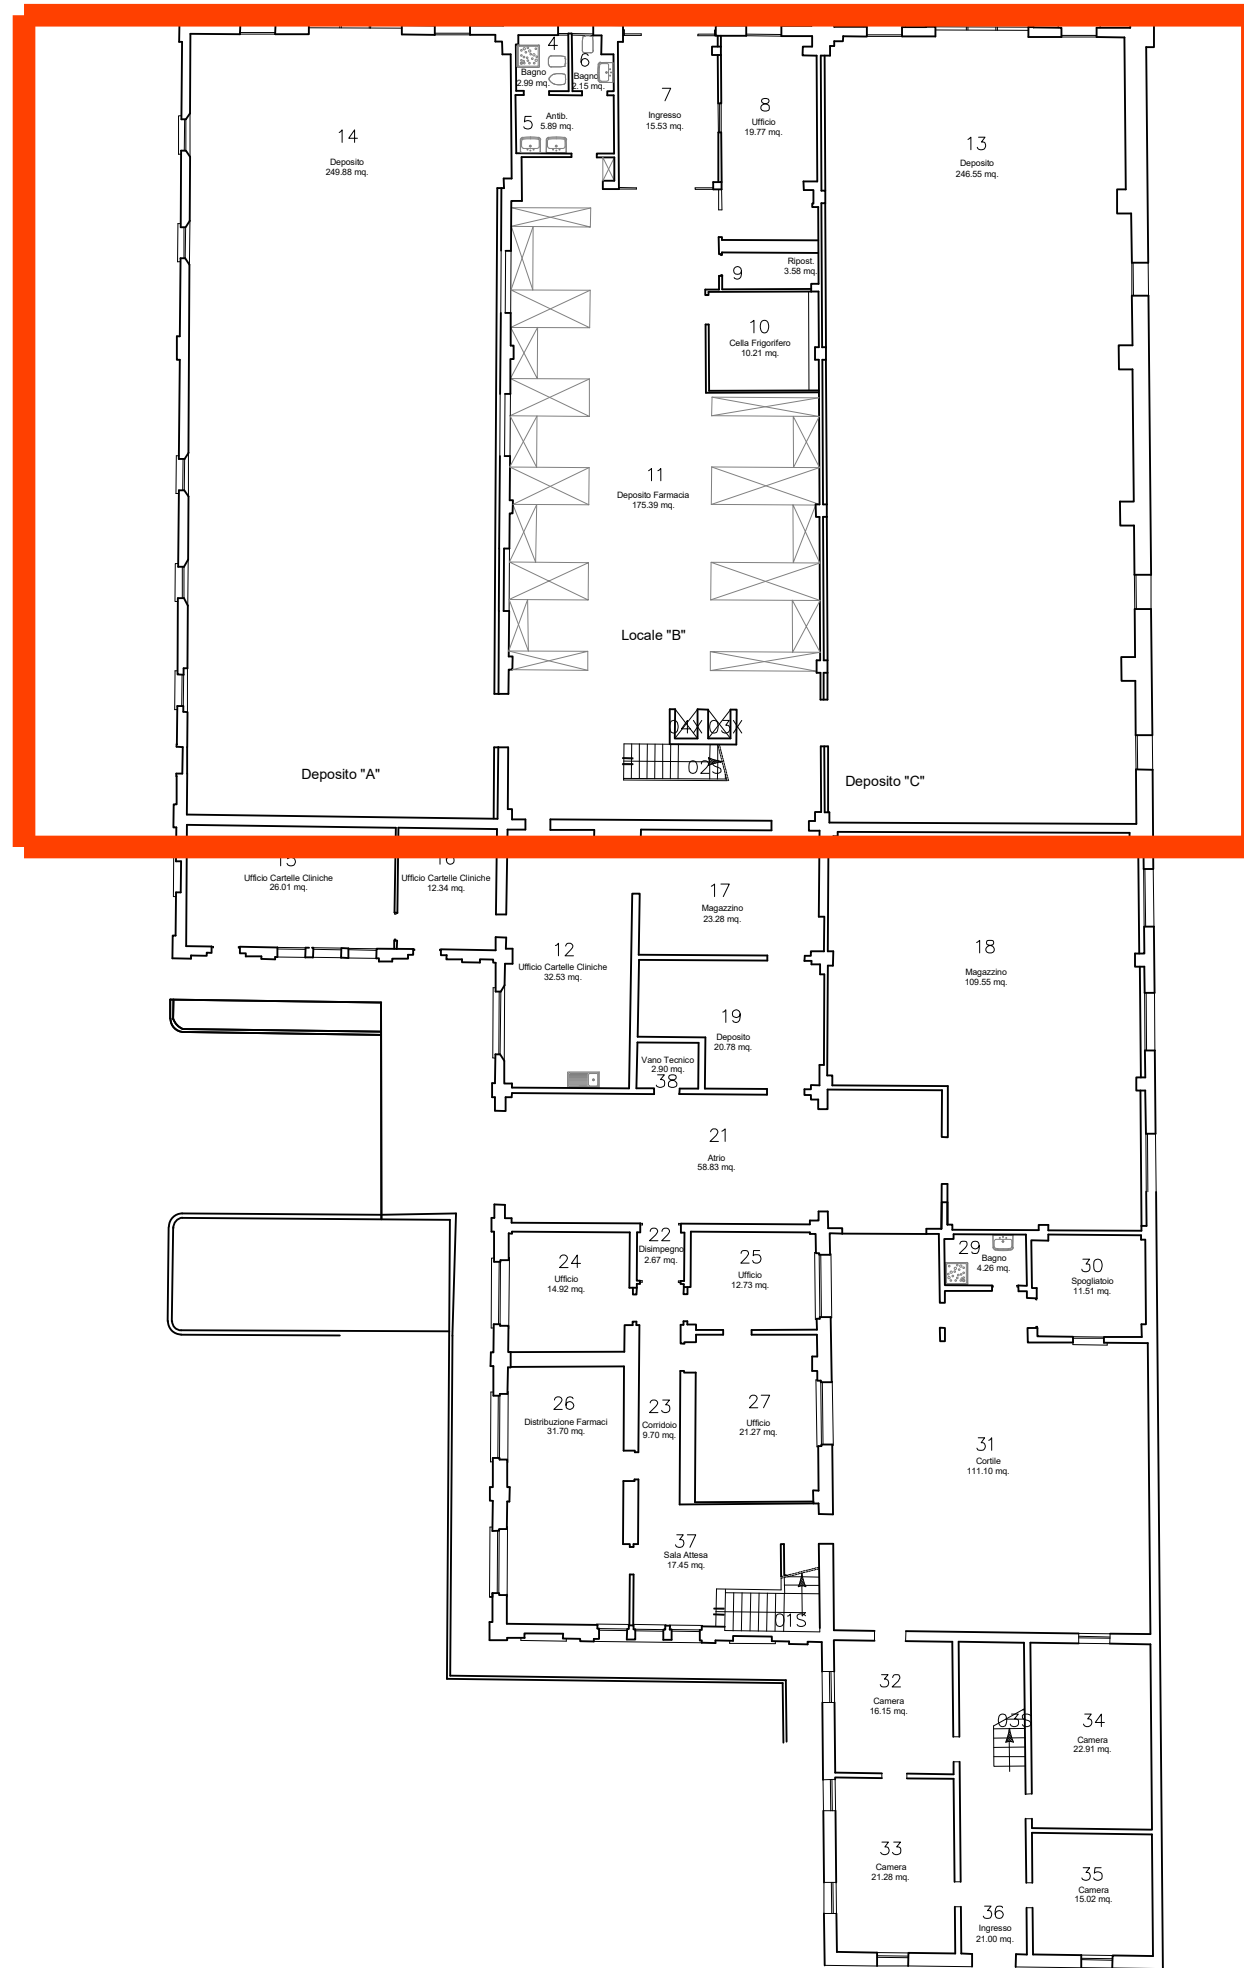 4
Bagno
2.99 mq.
6
Bagno
2.15 mq.
5
Antib.
5.89 mq.
7
Ingresso
15.53 mq.
8
Ufficio
19.77 mq.
14
Deposito
249.88 mq.
13
Deposito
246.55 mq.
9
Ripost.
3.58 mq.
10
Cella Frigorifero
10.21 mq.
11
Deposito Farmacia
175.39 mq.
Locale "B"
04X 03X
02S
Deposito "A"
Deposito "C"
15
Ufficio Cartelle Cliniche
26.01 mq.
16
Ufficio Cartelle Cliniche
12.34 mq.
17
Magazzino
23.28 mq.
12
Ufficio Cartelle Cliniche
32.53 mq.
18
Magazzino
109.55 mq.
19
Deposito
20.78 mq.
Vano Tecnico
2.90 mq.
38
21
Atrio
58.83 mq.
22
Disimpegno
2.67 mq.
24
Ufficio
14.92 mq.
25
Ufficio
12.73 mq.
29
Bagno
4.26 mq.
30
Spogliatoio
11.51 mq.
26
Distribuzione Farmaci
31.70 mq.
23
Corridoio
9.70 mq.
27
Ufficio
21.27 mq.
31
Cortile
111.10 mq.
37
Sala Attesa
17.45 mq.
01S
32
Camera
16.15 mq.
03S
34
Camera
22.91 mq.
33
Camera
21.28 mq.
35
Camera
15.02 mq.
36
Ingresso
21.00 mq.